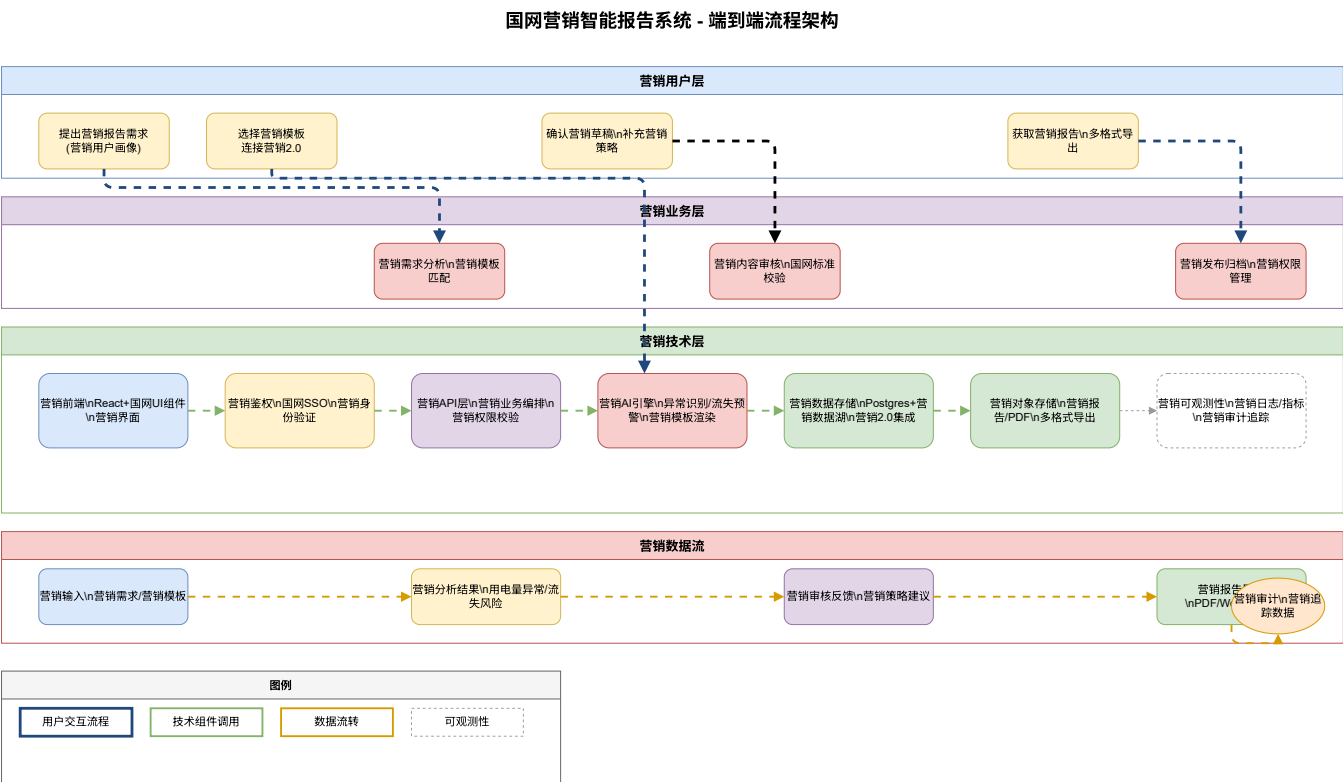 国网营销智能报告系统 - 端到端流程架构
营销用户层
提出营销报告需求
(营销用户画像)
选择营销模板
连接营销2.0
确认营销草稿\n补充营销
策略
获取营销报告\n多格式导
出
营销业务层
营销需求分析\n营销模板
匹配
营销内容审核\n国网标准
校验
营销发布归档\n营销权限
管理
营销技术层
营销前端\nReact+国网UI组件
\n营销界面
营销鉴权\n国网SSO\n营销身
份验证
营销API层\n营销业务编排\n
营销权限校验
营销AI引擎\n异常识别/流失预
警\n营销模板渲染
营销数据存储\nPostgres+营
销数据湖\n营销2.0集成
营销对象存储\n营销报
告/PDF\n多格式导出
营销可观测性\n营销日志/指标
\n营销审计追踪
营销数据流
营销输入\n营销需求/营销模板
营销分析结果\n用电量异常/流
失风险
营销审核反馈\n营销策略建议
营销报告
\nPDF/W
营销审计\n营销追
踪数据
图例
用户交互流程
技术组件调用
数据流转
可观测性